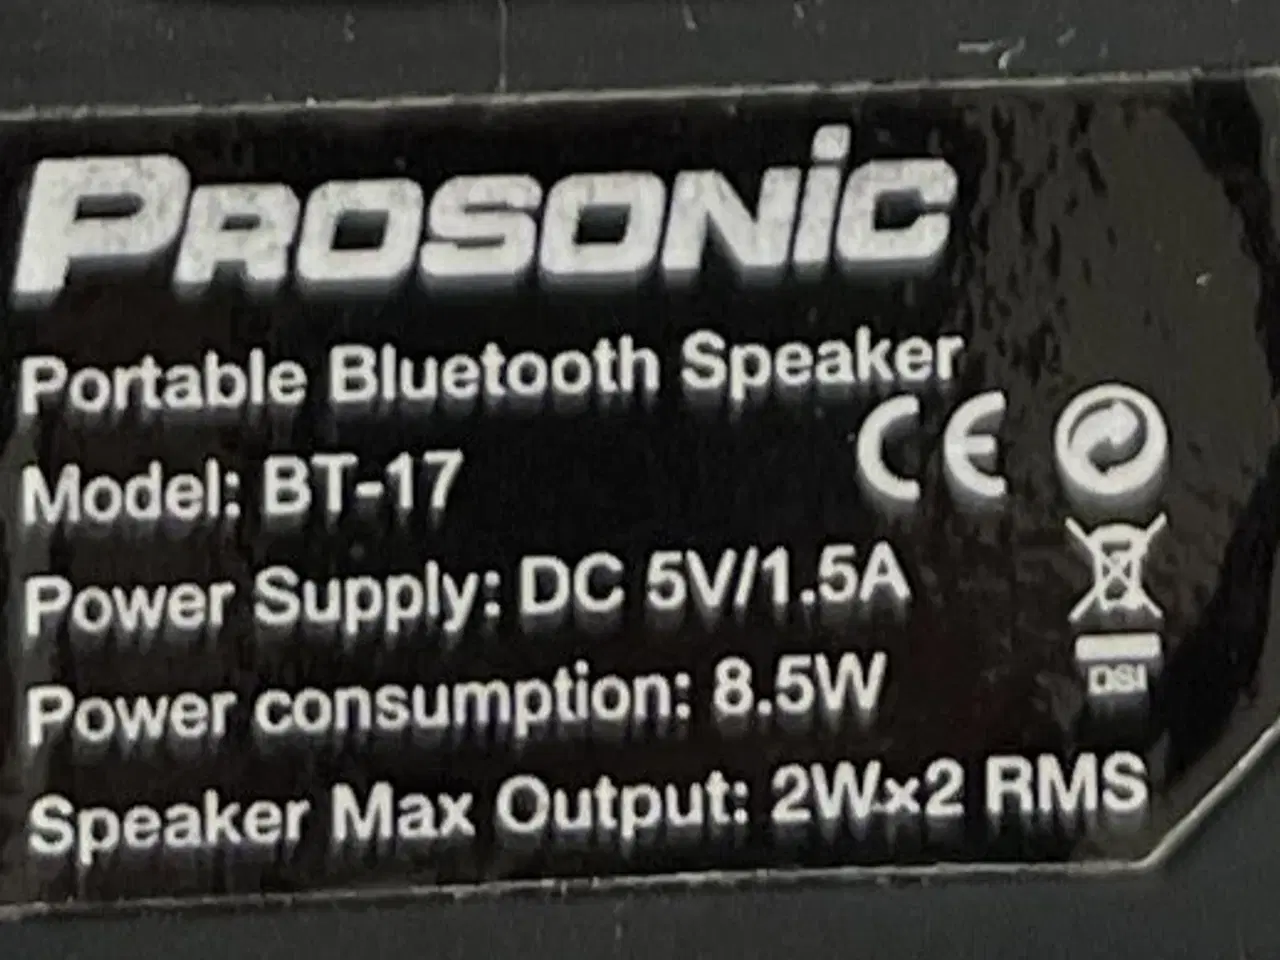 PROSONiC
Portable Bluetooth Speaker
Model: BT-17
CE
Power Supply: DC 5V/1.5A
Power consumption: 8.5W
DSI
Speaker Max Output: 2Wx2 RMS